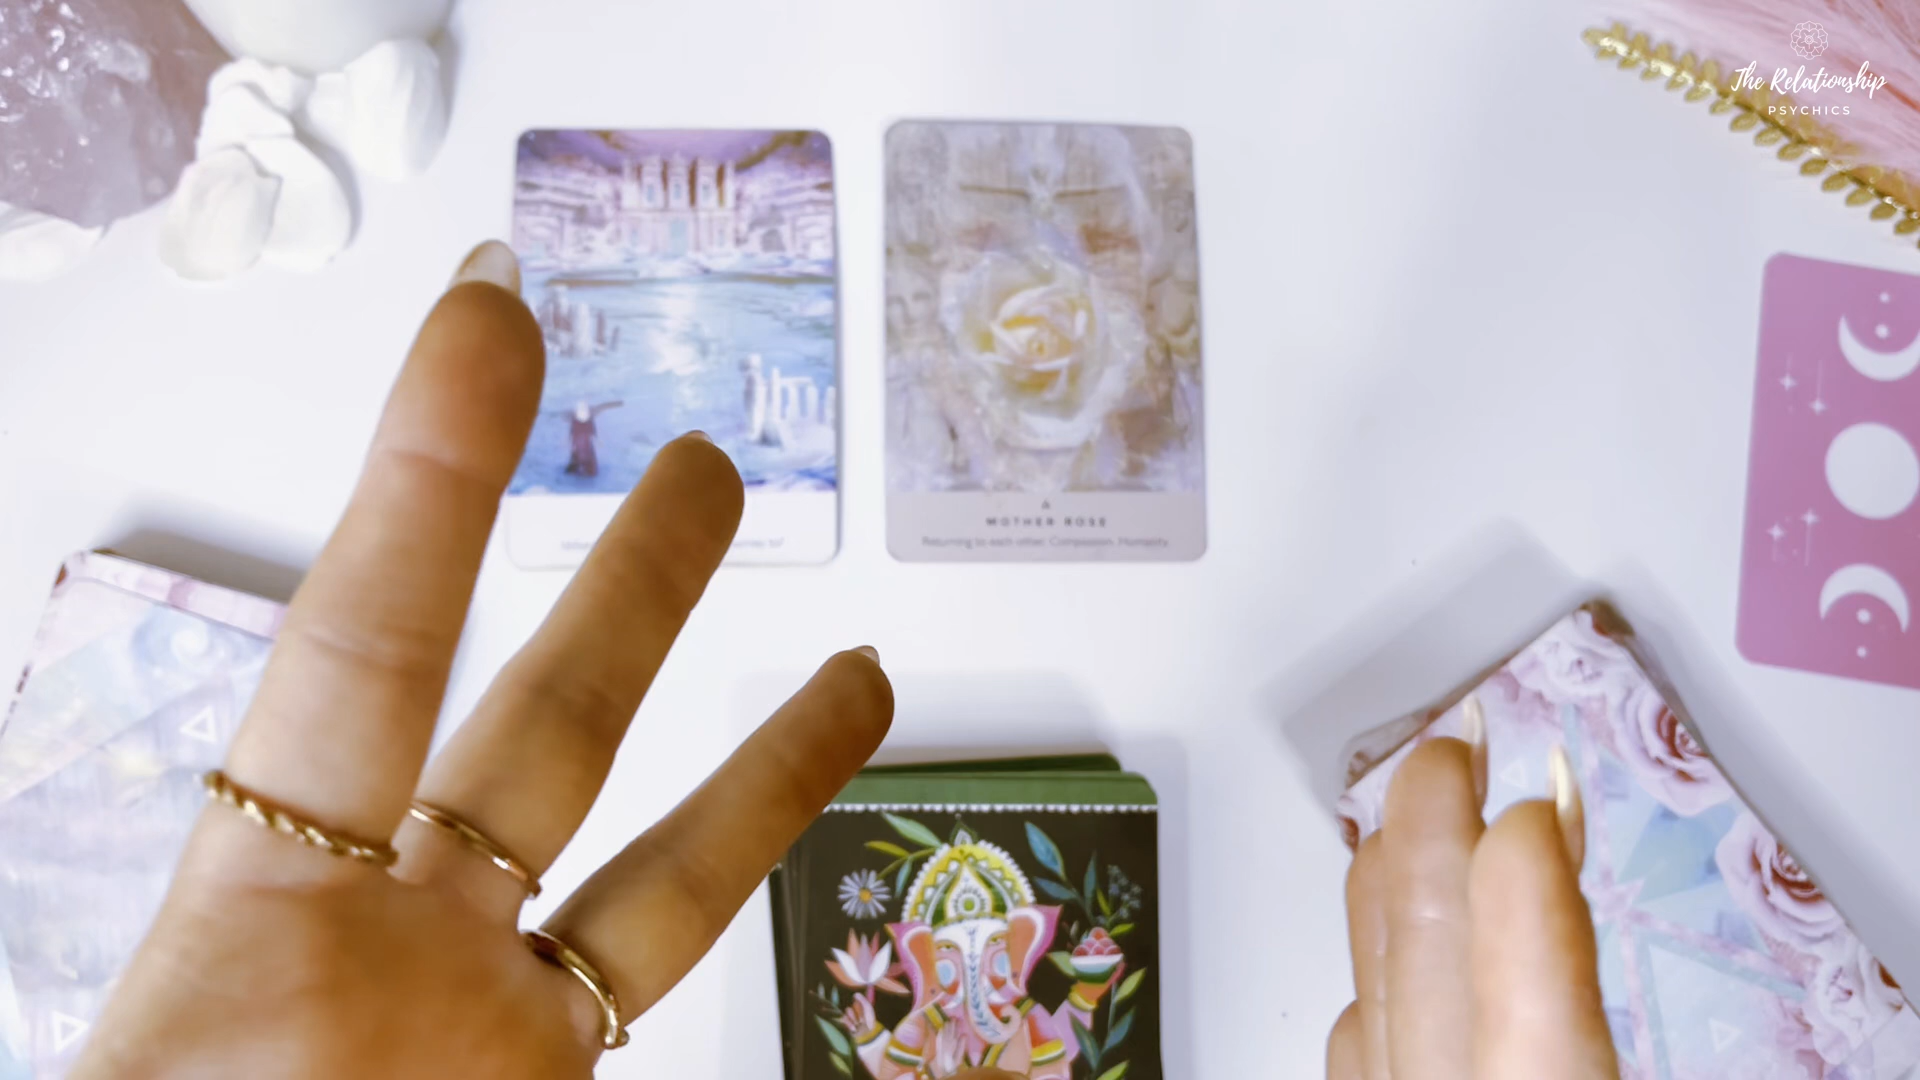 The Relationship
PSYCHICS
MOTHER ROSE
Returning to each other. Compassion. Humanity.